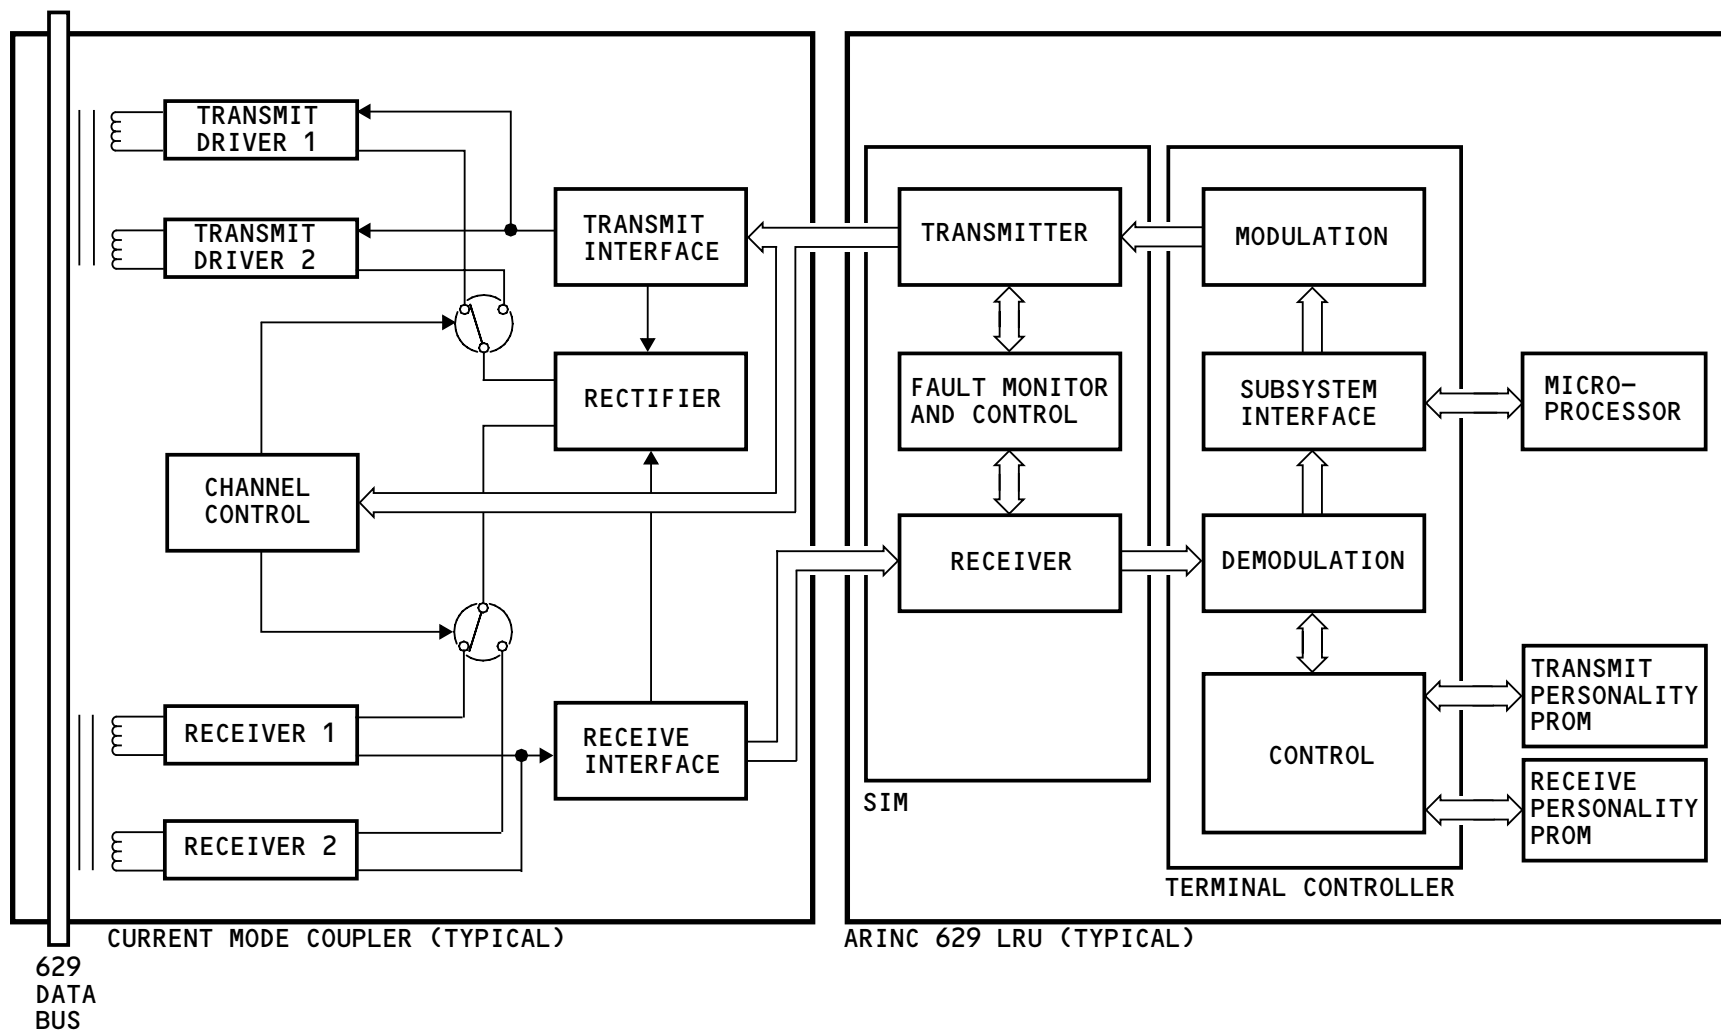 TRANSMIT
DRIVER 1
TRANSMIT
DRIVER 2
TRANSMIT
INTERFACE
RECTIFIER
CHANNEL
CONTROL
RECEIVER 1
RECEIVER 2
RECEIVE
INTERFACE
CURRENT MODE COUPLER (TYPICAL)
629
DATA
BUS
TRANSMITTER
FAULT MONITOR
AND CONTROL
RECEIVER
SIM
MODULATION
SUBSYSTEM
INTERFACE
DEMODULATION
CONTROL
TERMINAL CONTROLLER
MICRO–
PROCESSOR
TRANSMIT
PERSONALITY
PROM
RECEIVE
PERSONALITY
PROM
ARINC 629 LRU (TYPICAL)